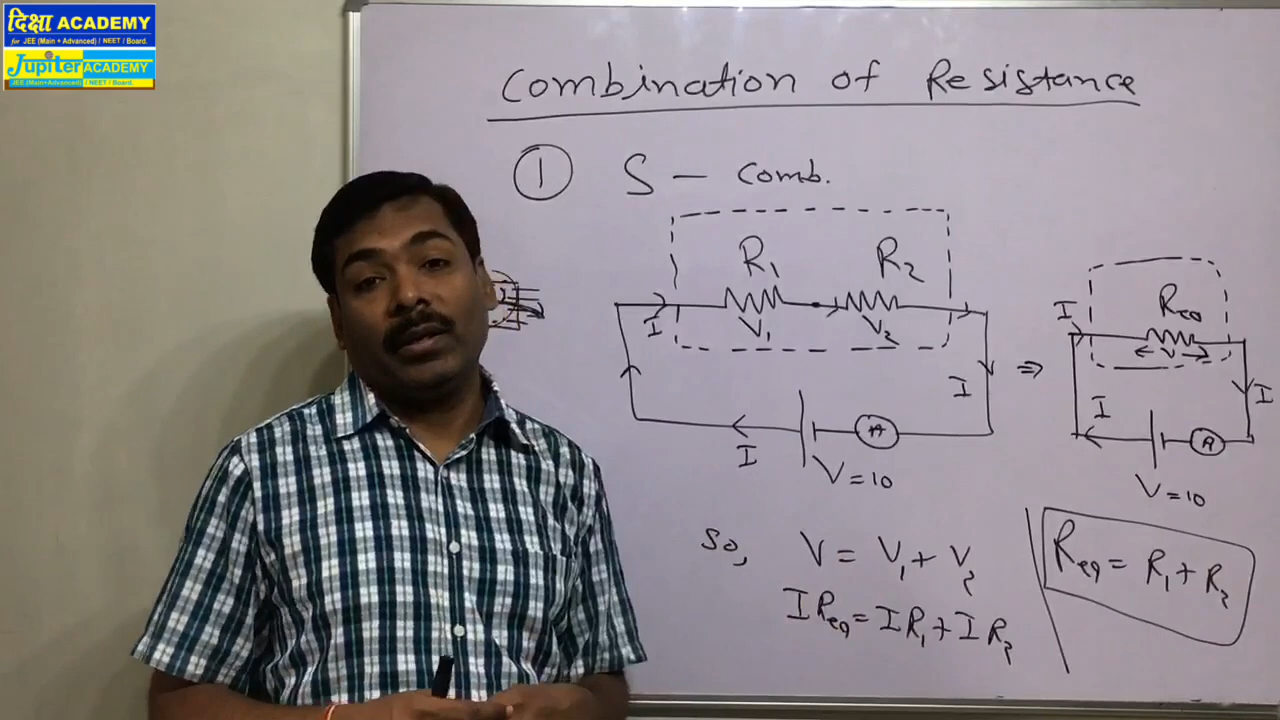 दिक्षा ACADEMY
for JEE (Main + Advanced) / NEET / Board.
Jupiter ACADEMY
JEE (Main+Advanced) / NEET / Board.
Combination of Resistance
1 S - Comb.
R₁ R₂
I V₁ V₂
I
I A
V = 10
⇒
Req
I V
I
I A
V = 10
So, V = V₁ + V₂
I Req = I R₁ + I R₂
Req = R₁ + R₂